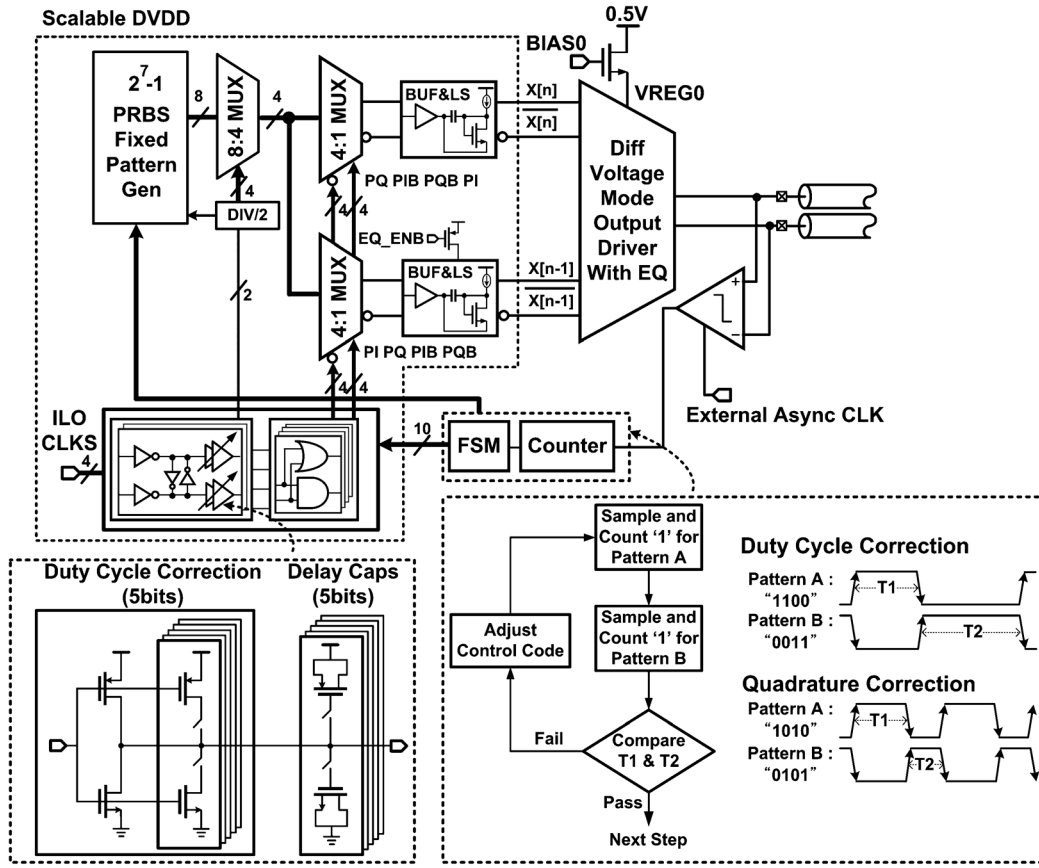 Scalable DVDD
0.5V
BIAS0
VREG0
2^7-1
PRBS
Fixed
Pattern
Gen
8
8:4 MUX
4
4
DIV/2
2
4:1 MUX
BUF&LS
X[n]
X[n]
PQ PIB PQB PI
4
4
EQ_ENB
4:1 MUX
BUF&LS
X[n-1]
X[n-1]
PI PQ PIB PQB
4
4
Diff
Voltage
Mode
Output
Driver
With EQ
+
−
External Async CLK
ILO
CLKS
4
10
FSM
Counter
Duty Cycle Correction
(5bits)
Delay Caps
(5bits)
Sample and
Count ‘1’ for
Pattern A
Sample and
Count ‘1’ for
Pattern B
Adjust
Control Code
Compare
T1 & T2
Fail
Pass
Next Step
Duty Cycle Correction
Pattern A :
“1100”
T1
Pattern B :
“0011”
T2
Quadrature Correction
Pattern A :
“1010”
T1
Pattern B :
“0101”
T2